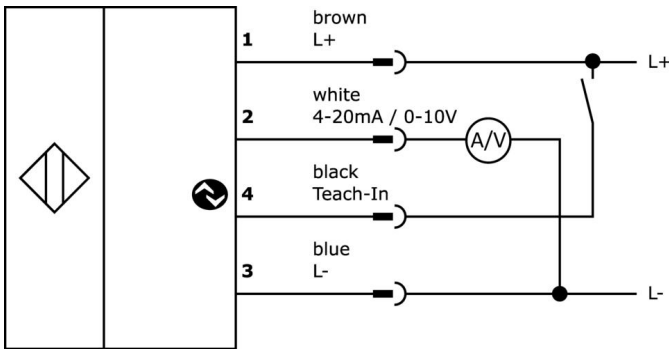 brown
1 L+ L+
white
2 4-20mA / 0-10V
A/V
black
4 Teach-In
blue
3 L- L-